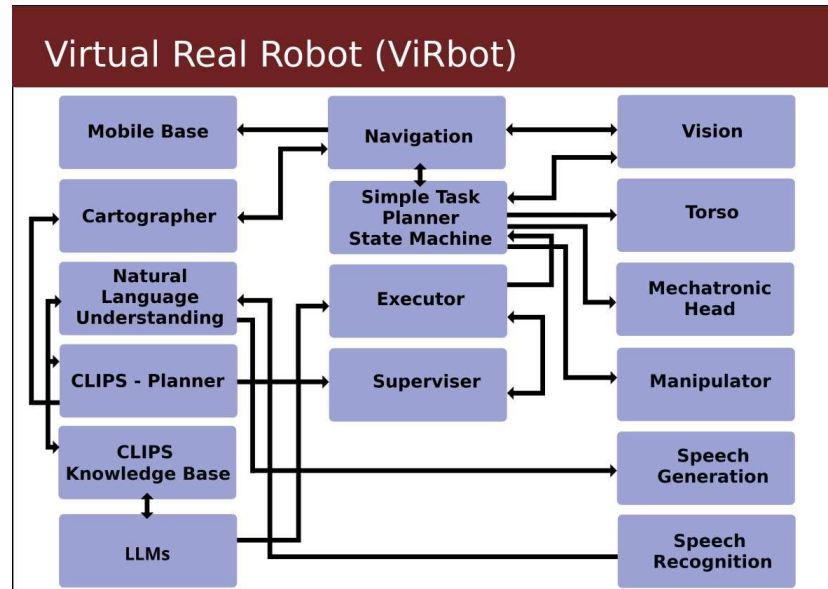 Virtual Real Robot (ViRbot)
Mobile Base
Navigation
Vision
Cartographer
Simple Task
Planner
State Machine
Torso
Natural
Language
Understanding
Executor
Mechatronic
Head
CLIPS - Planner
Superviser
Manipulator
CLIPS
Knowledge Base
Speech
Generation
LLMs
Speech
Recognition